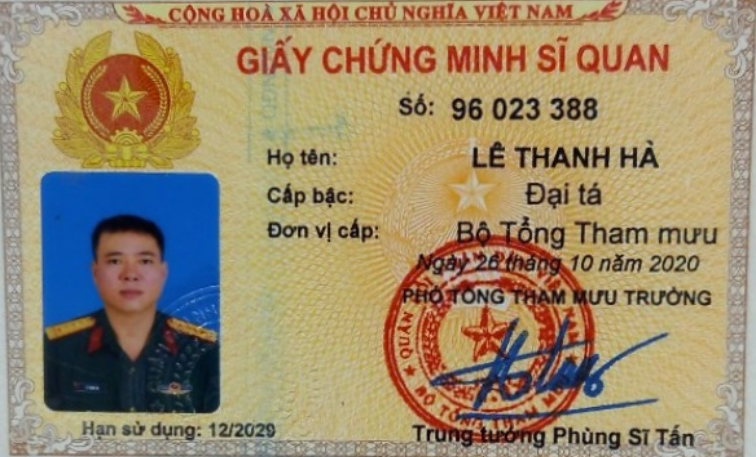 CỘNG HOÀ XÃ HỘI CHỦ NGHĨA VIỆT NAM
GIẤY CHỨNG MINH SĨ QUAN
Số: 96 023 388
Họ tên: LÊ THANH HÀ
Cấp bậc: Đại tá
Đơn vị cấp: Bộ Tổng Tham mưu
Ngày 26 tháng 10 năm 2020
PHÓ TỔNG THAM MƯU TRƯỞNG
BỘ TỔNG THAM MƯU
Hạn sử dụng: 12/2029
Trung tướng Phùng Sĩ Tấn